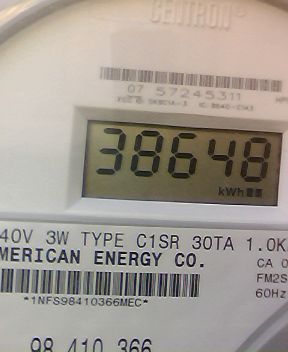 CENTRON®
07 57245311
38648
kWh
40V 3W TYPE C1SR 30TA 1.0K
MERICAN ENERGY CO.
CA 0
FM2S
60Hz
*1NFS98410366MEC*
98 410 366